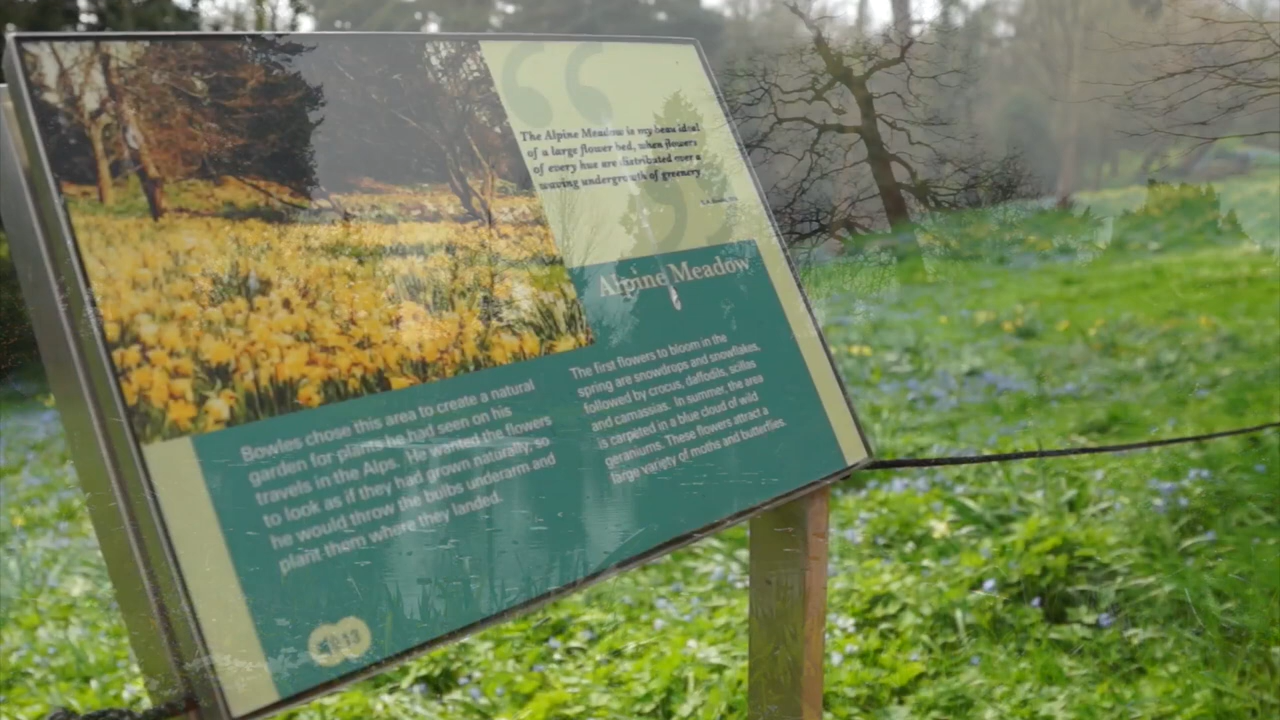 The Alpine Meadow is my beau ideal
of a large flower bed, when flowers
of every hue are distributed over a
waving undergrowth of greenery
Alpine Meadow
Bowles chose this area to create a natural
garden for plants he had seen on his
travels in the Alps. He wanted the flowers
to look as if they had grown naturally, so
he would throw the bulbs underarm and
plant them where they landed.
The first flowers to bloom in the
spring are snowdrops and snowflakes,
followed by crocus, daffodils, scillas
and camassias. In summer, the area
is carpeted in a blue cloud of wild
geraniums. These flowers attract a
large variety of moths and butterflies.